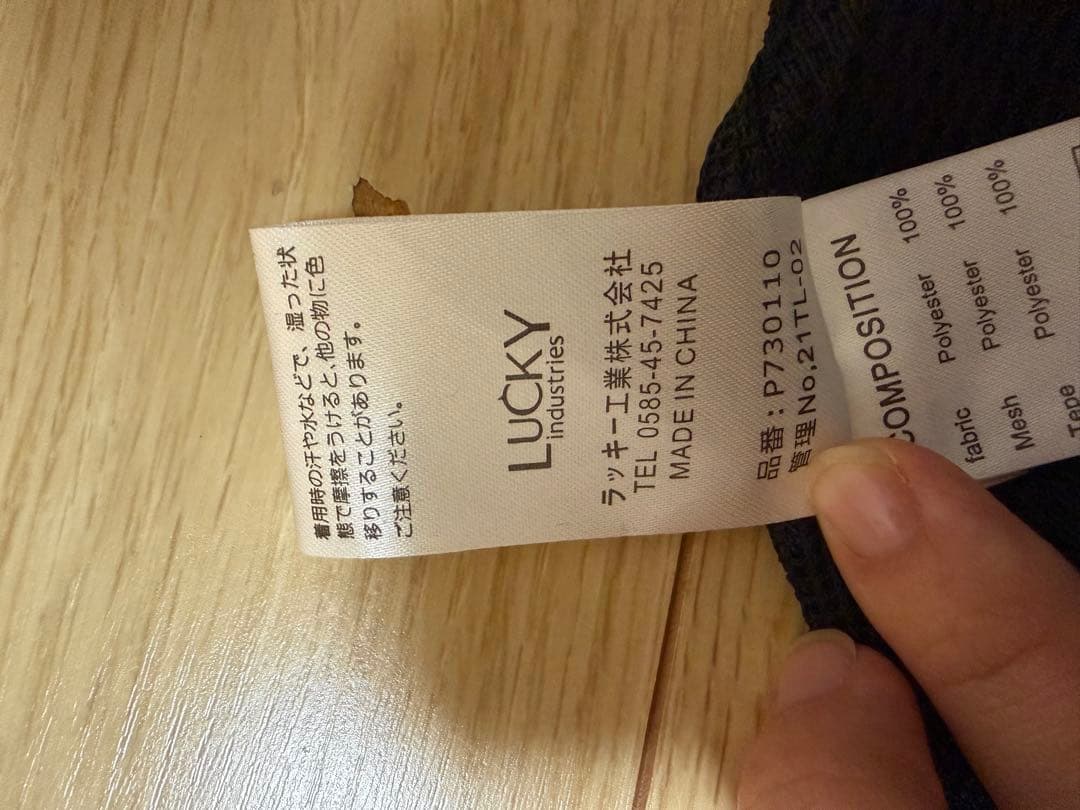 着用時の汗や水などで、湿った状
態で摩擦をうけると、他の物に色
移りすることがあります。
ご注意ください。
LUCKY
industries
ラッキー工業株式会社
TEL 0585-45-7425
MADE IN CHINA
品番：P730110
管理No,21TL-02
COMPOSITION
fabric Polyester 100%
Mesh Polyester 100%
Tepe Polyester 100%